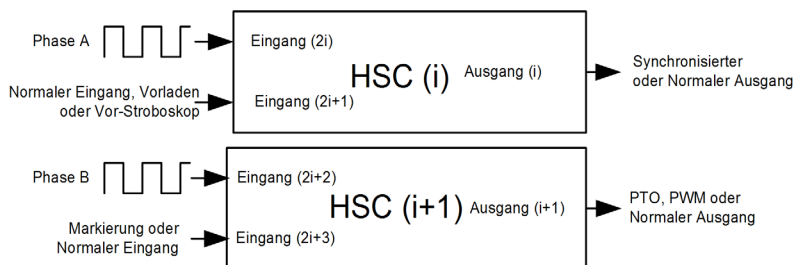 Phase A
Eingang (2i)
Normaler Eingang, Vorladen
oder Vor-Stroboskop
Eingang (2i+1)
HSC (i)
Ausgang (i)
Synchronisierter
oder Normaler Ausgang
Phase B
Eingang (2i+2)
Markierung oder
Normaler Eingang
Eingang (2i+3)
HSC (i+1)
Ausgang (i+1)
PTO, PWM oder
Normaler Ausgang